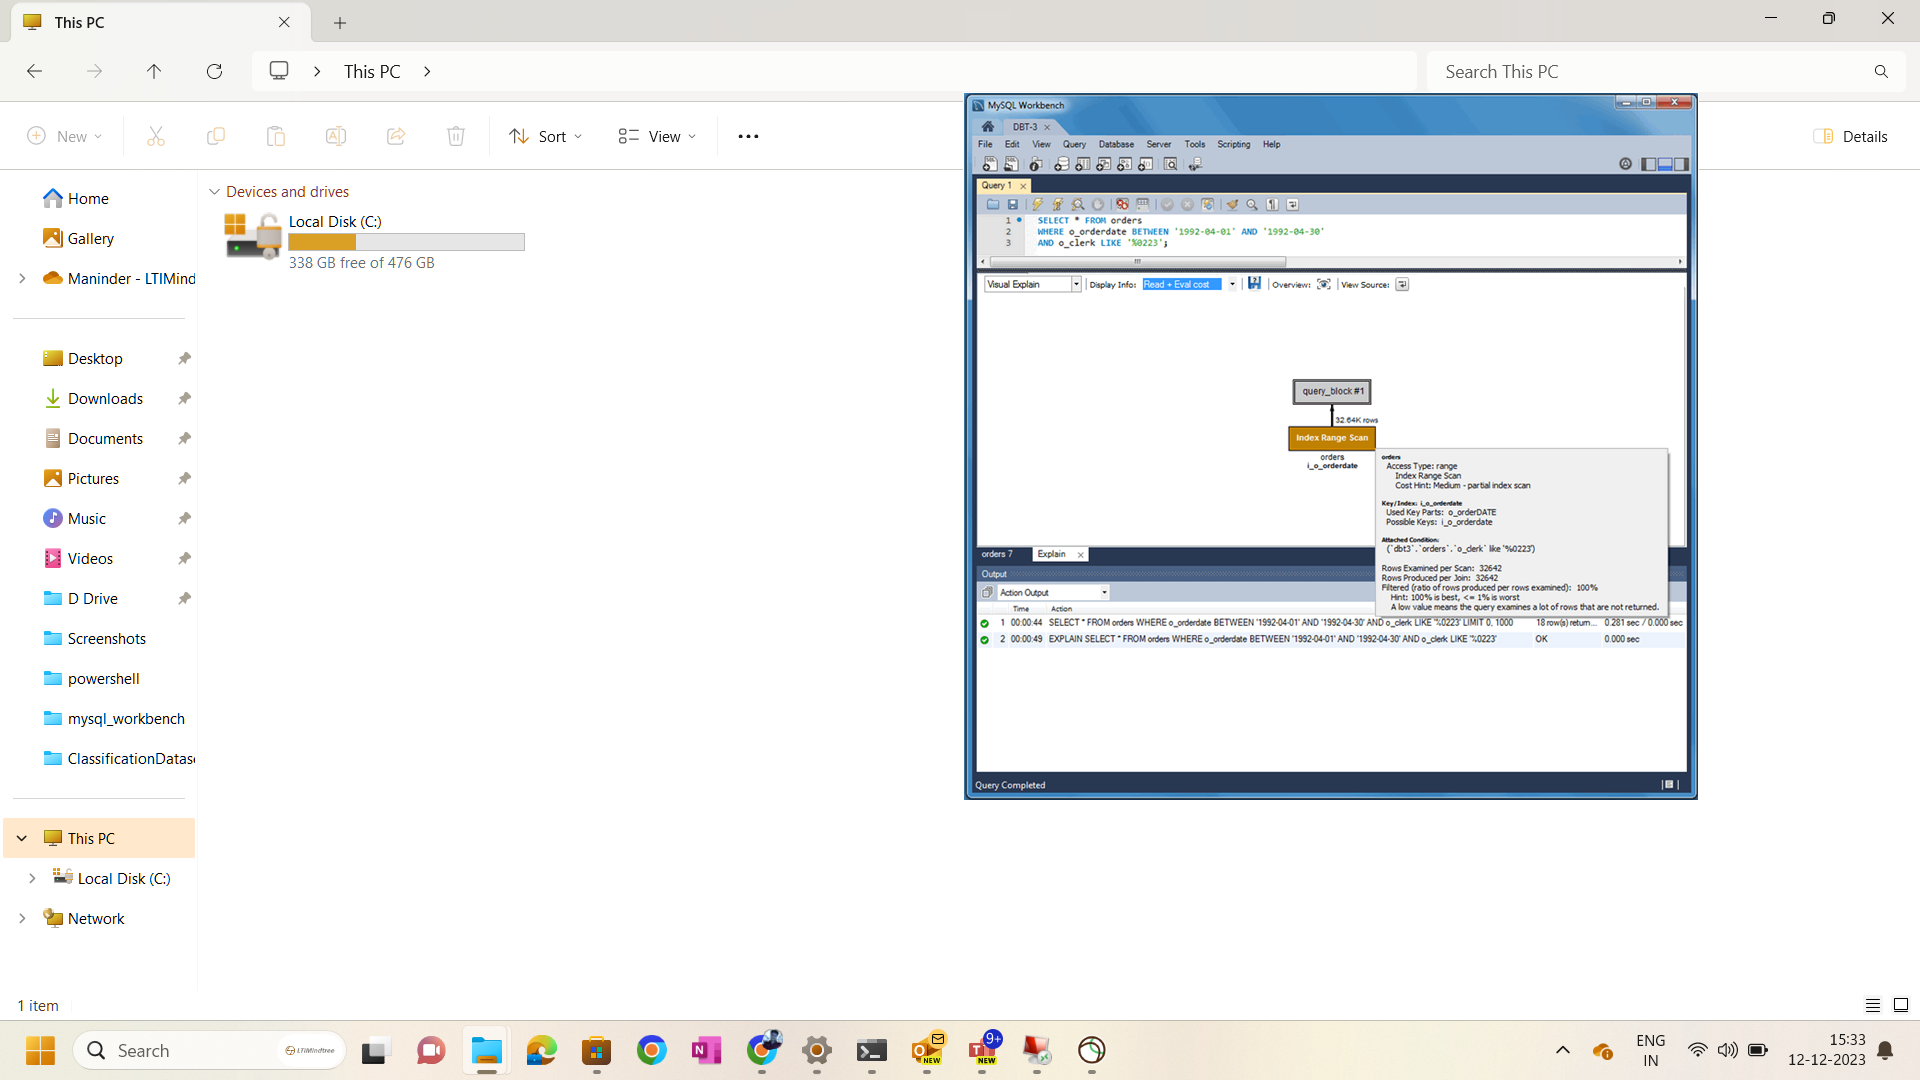 This PC
This PC
Search This PC
New
Sort
View
Details
Home
Gallery
Maninder - LTIMind
Desktop
Downloads
Documents
Pictures
Music
Videos
D Drive
Screenshots
powershell
mysql_workbench
ClassificationDatas
This PC
Local Disk (C:)
Network
1 item
Devices and drives
Local Disk (C:)
338 GB free of 476 GB
MySQL Workbench
DBT-3
File Edit View Query Database Server Tools Scripting Help
Query 1
1 SELECT * FROM orders
2 WHERE o_orderdate BETWEEN '1992-04-01' AND '1992-04-30'
3 AND o_clerk LIKE '%0223';
Visual Explain Display Info: Read + Eval cost Overview: View Source:
query_block #1
32.64K rows
Index Range Scan
orders
i_o_orderdate
orders
Access Type: range
Index Range Scan
Cost Hint: Medium - partial index scan
Key/Index: i_o_orderdate
Used Key Parts: o_orderDATE
Possible Keys: i_o_orderdate
Attached Condition:
(`dbt3`.`orders`.`o_clerk` like '%0223')
Rows Examined per Scan: 32642
Rows Produced per Join: 32642
Filtered (ratio of rows produced per rows examined): 100%
Hint: 100% is best, <= 1% is worst
A low value means the query examines a lot of rows that are not returned.
orders 7 Explain
Output
Action Output
Time Action
1 00:00:44 SELECT * FROM orders WHERE o_orderdate BETWEEN '1992-04-01' AND '1992-04-30' AND o_clerk LIKE '%0223' LIMIT 0, 1000 18 row(s) return... 0.281 sec / 0.000 sec
2 00:00:49 EXPLAIN SELECT * FROM orders WHERE o_orderdate BETWEEN '1992-04-01' AND '1992-04-30' AND o_clerk LIKE '%0223' OK 0.000 sec
Query Completed
Search
LTIMindtree
NEW
9+
NEW
ENG
IN
15:33
12-12-2023